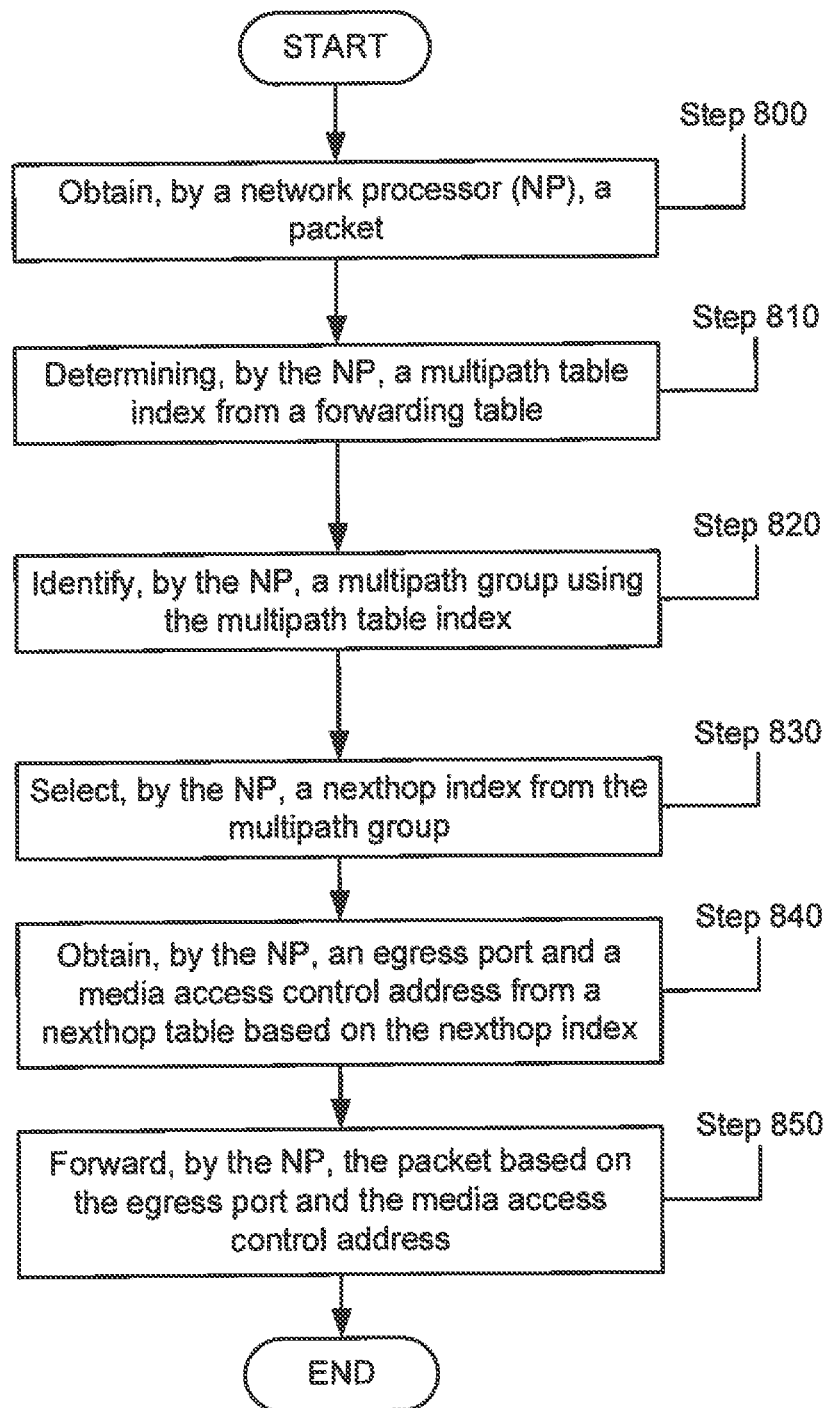 START
Step 800
Obtain, by a network processor (NP), a
packet
Step 810
Determining, by the NP, a multipath table
index from a forwarding table
Step 820
Identify, by the NP, a multipath group using
the multipath table index
Step 830
Select, by the NP, a nexthop index from the
multipath group
Step 840
Obtain, by the NP, an egress port and a
media access control address from a
nexthop table based on the nexthop index
Step 850
Forward, by the NP, the packet based on
the egress port and the media access
control address
END